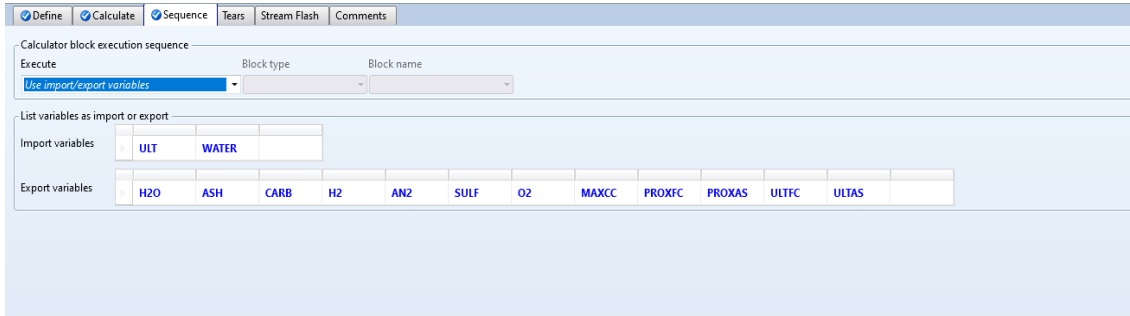 Define Calculate Sequence Tears Stream Flash Comments
Calculator block execution sequence
Execute Block type Block name
Use import/export variables
List variables as import or export
Import variables ULT WATER
Export variables H2O ASH CARB H2 AN2 SULF O2 MAXCC PROXFC PROXAS ULTFC ULTAS